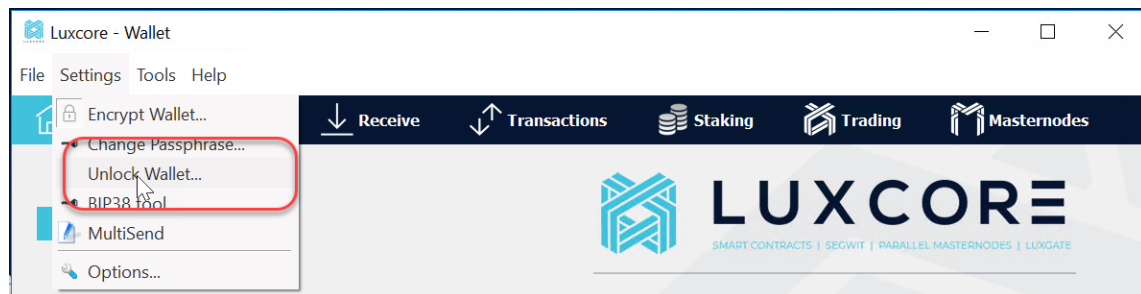 Luxcore - Wallet
File Settings Tools Help
Encrypt Wallet...
Receive Transactions Staking Trading Masternodes
Change Passphrase...
Unlock Wallet...
BIP38 tool
MultiSend
Options...
LUXCORE
SMART CONTRACTS | SEGWIT | PARALLEL MASTERNODES | LUXGATE